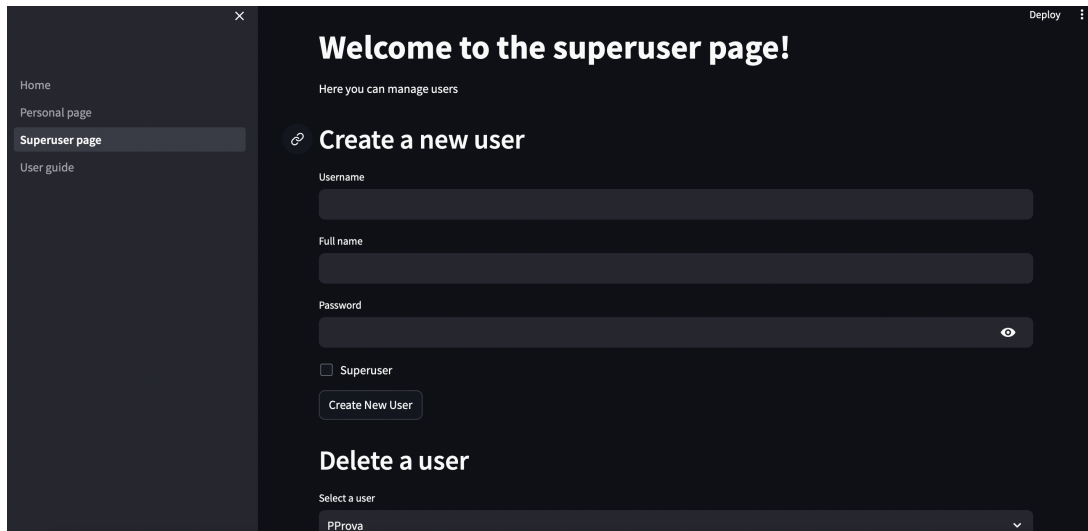 Deploy
Home
Personal page
Superuser page
User guide
Welcome to the superuser page!
Here you can manage users
Create a new user
Username
Full name
Password
Superuser
Create New User
Delete a user
Select a user
PProva